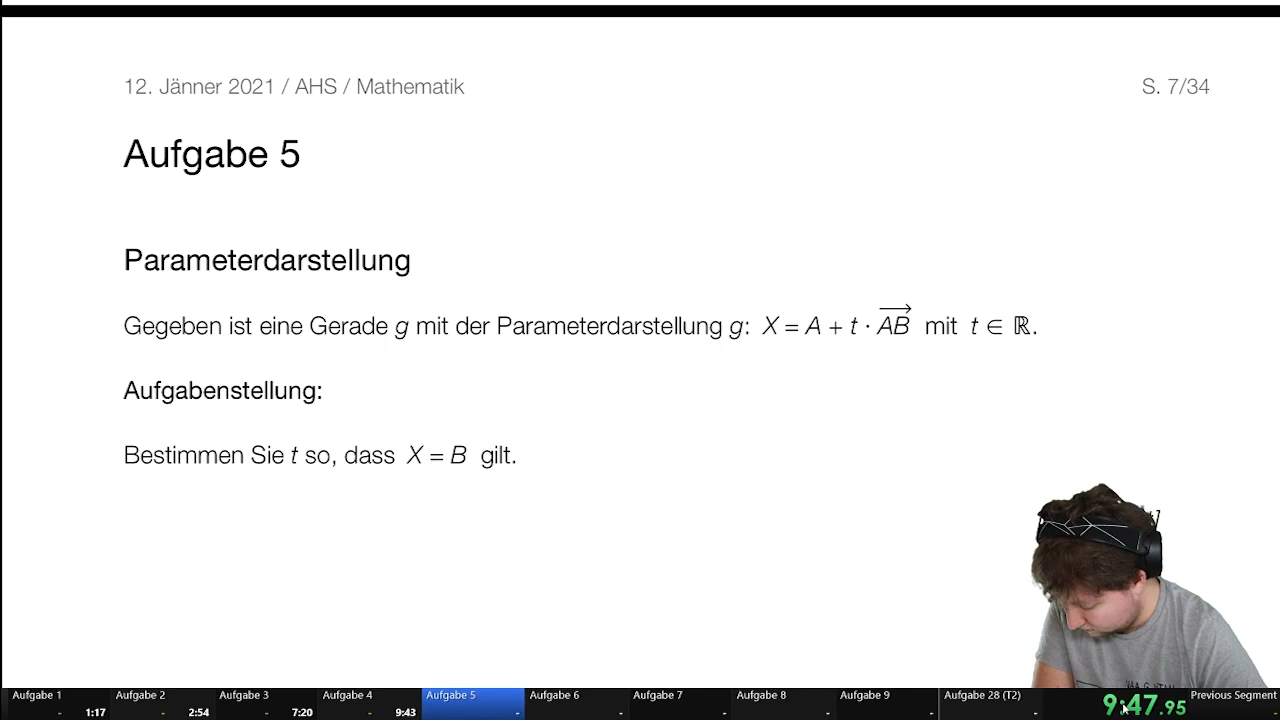 12. Jänner 2021 / AHS / Mathematik S. 7/34
Aufgabe 5
Parameterdarstellung
Gegeben ist eine Gerade g mit der Parameterdarstellung g: X = A + t · \overrightarrow{AB} mit t ∈ ℝ.
Aufgabenstellung:
Bestimmen Sie t so, dass X = B gilt.
Aufgabe 1 Aufgabe 2 Aufgabe 3 Aufgabe 4 Aufgabe 5 Aufgabe 6 Aufgabe 7 Aufgabe 8 Aufgabe 9 Aufgabe 28 (T2) 9:47.95 Previous Segment
- 1:17 - 2:54 - 7:20 - 9:43 - - - - - - -